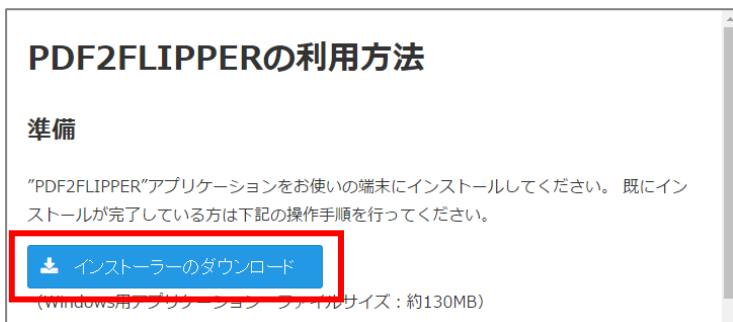 PDF2FLIPPERの利用方法
準備
”PDF2FLIPPER”アプリケーションをお使いの端末にインストールしてください。 既にイン
ストールが完了している方は下記の操作手順を行ってください。
インストーラーのダウンロード
(Windows用アプリケーション ファイルサイズ：約130MB)